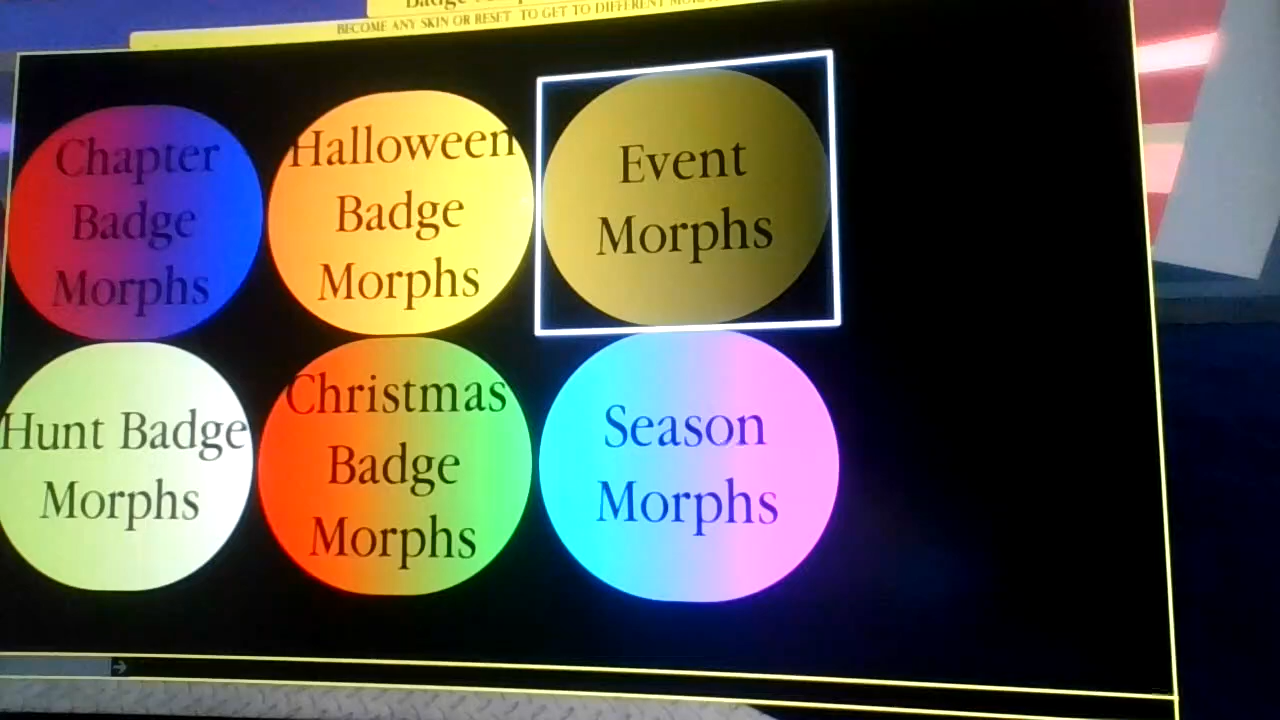 Badge
BECOME ANY SKIN OR RESET TO GET TO DIFFERENT
Chapter
Badge
Morphs
Halloween
Badge
Morphs
Event
Morphs
Hunt Badge
Morphs
Christmas
Badge
Morphs
Season
Morphs